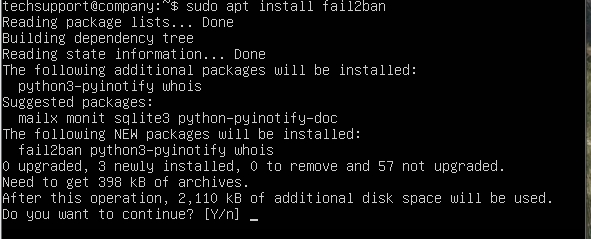 techsupport@company:~$ sudo apt install fail2ban
Reading package lists... Done
Building dependency tree
Reading state information... Done
The following additional packages will be installed:
  python3-pyinotify whois
Suggested packages:
  mailx monit sqlite3 python-pyinotify-doc
The following NEW packages will be installed:
  fail2ban python3-pyinotify whois
0 upgraded, 3 newly installed, 0 to remove and 57 not upgraded.
Need to get 398 kB of archives.
After this operation, 2,110 kB of additional disk space will be used.
Do you want to continue? [Y/n] _